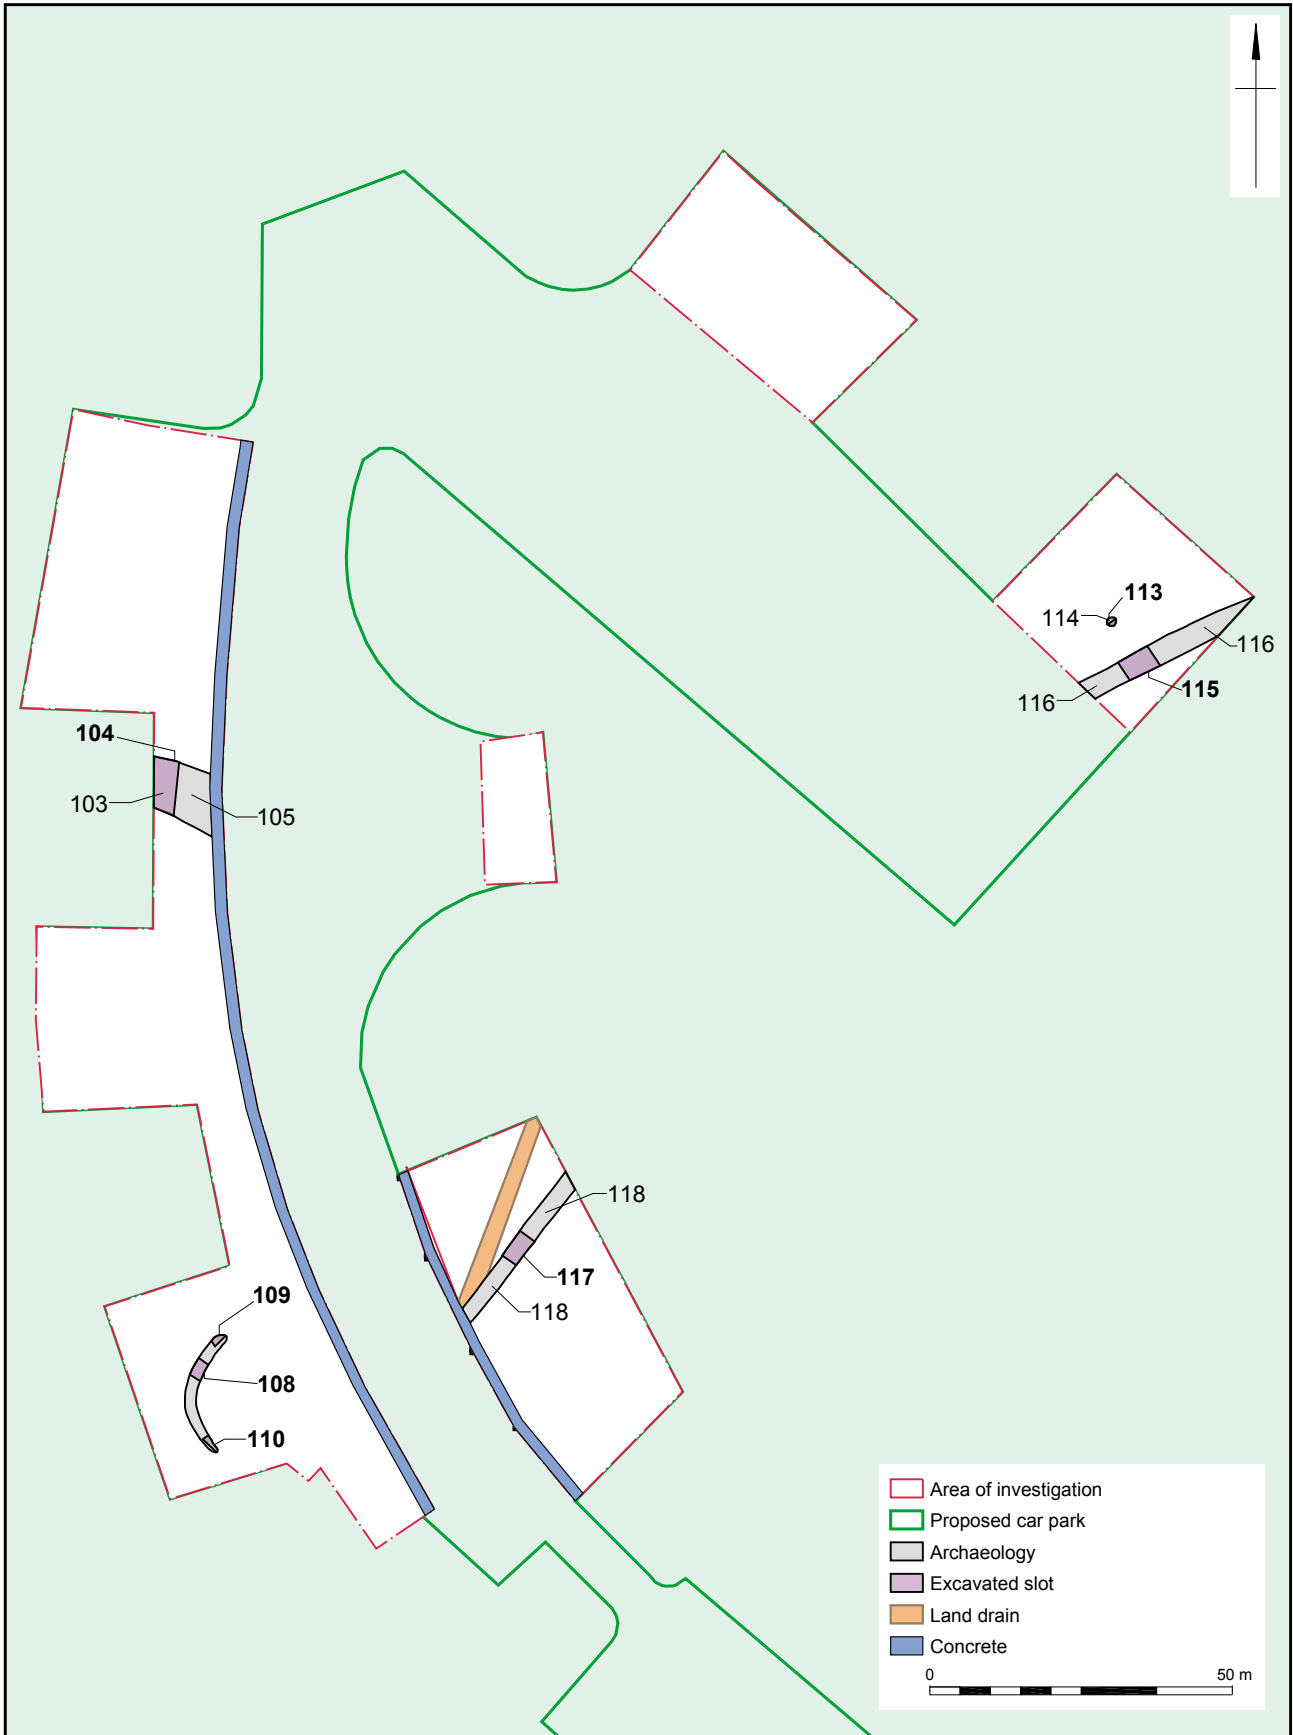 113
114
116
116
115
104
103
105
118
117
118
109
108
110
Area of investigation
Proposed car park
Archaeology
Excavated slot
Land drain
Concrete
0 50 m